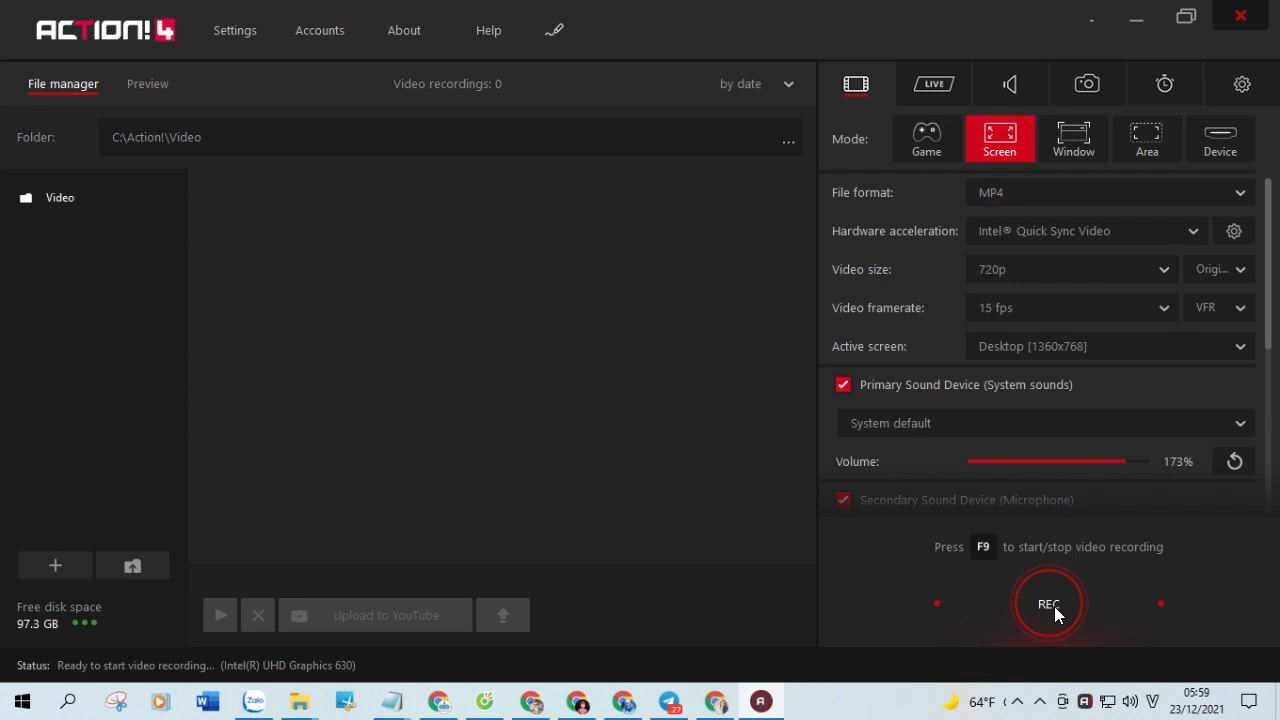 ACTION! 4 Settings Accounts About Help
File manager Preview Video recordings: 0 by date LIVE
Folder: C:\Action!\Video ...
Mode: Game Screen Window Area Device
Video
File format: MP4
Hardware acceleration: Intel® Quick Sync Video
Video size: 720p Origi...
Video framerate: 15 fps VFR
Active screen: Desktop [1360x768]
Primary Sound Device (System sounds)
System default
Volume: 173%
Secondary Sound Device (Microphone)
Press F9 to start/stop video recording
+
Free disk space
97.3 GB
Upload to YouTube
REC
Status: Ready to start video recording... (Intel(R) UHD Graphics 630)
W Zalo 27 64°F V 05:59
23/12/2021